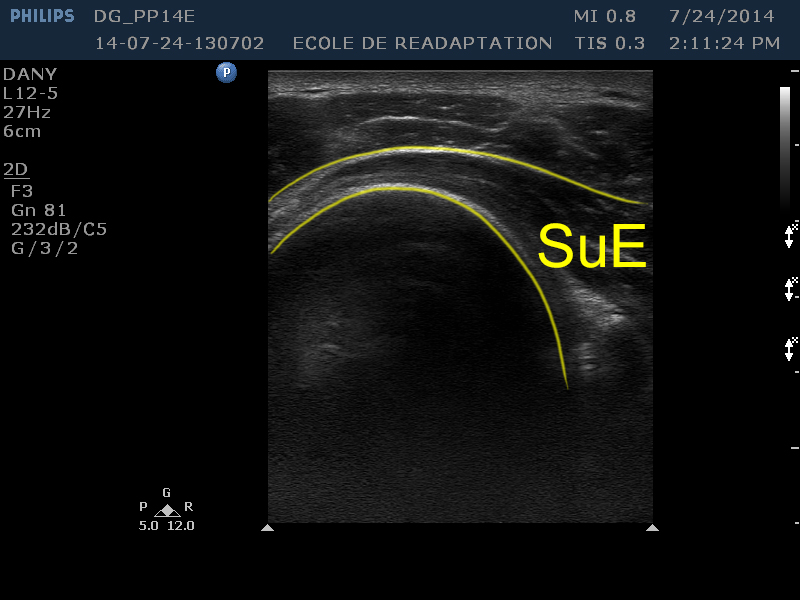 PHILIPS DG_PP14E MI 0.8 7/24/2014
14-07-24-130702 ECOLE DE READAPTATION TIS 0.3 2:11:24 PM
DANY
L12-5
27Hz
6cm
2D
F3
Gn 81
232dB/C5
G/3/2
P
SuE
G
P R
5.0 12.0